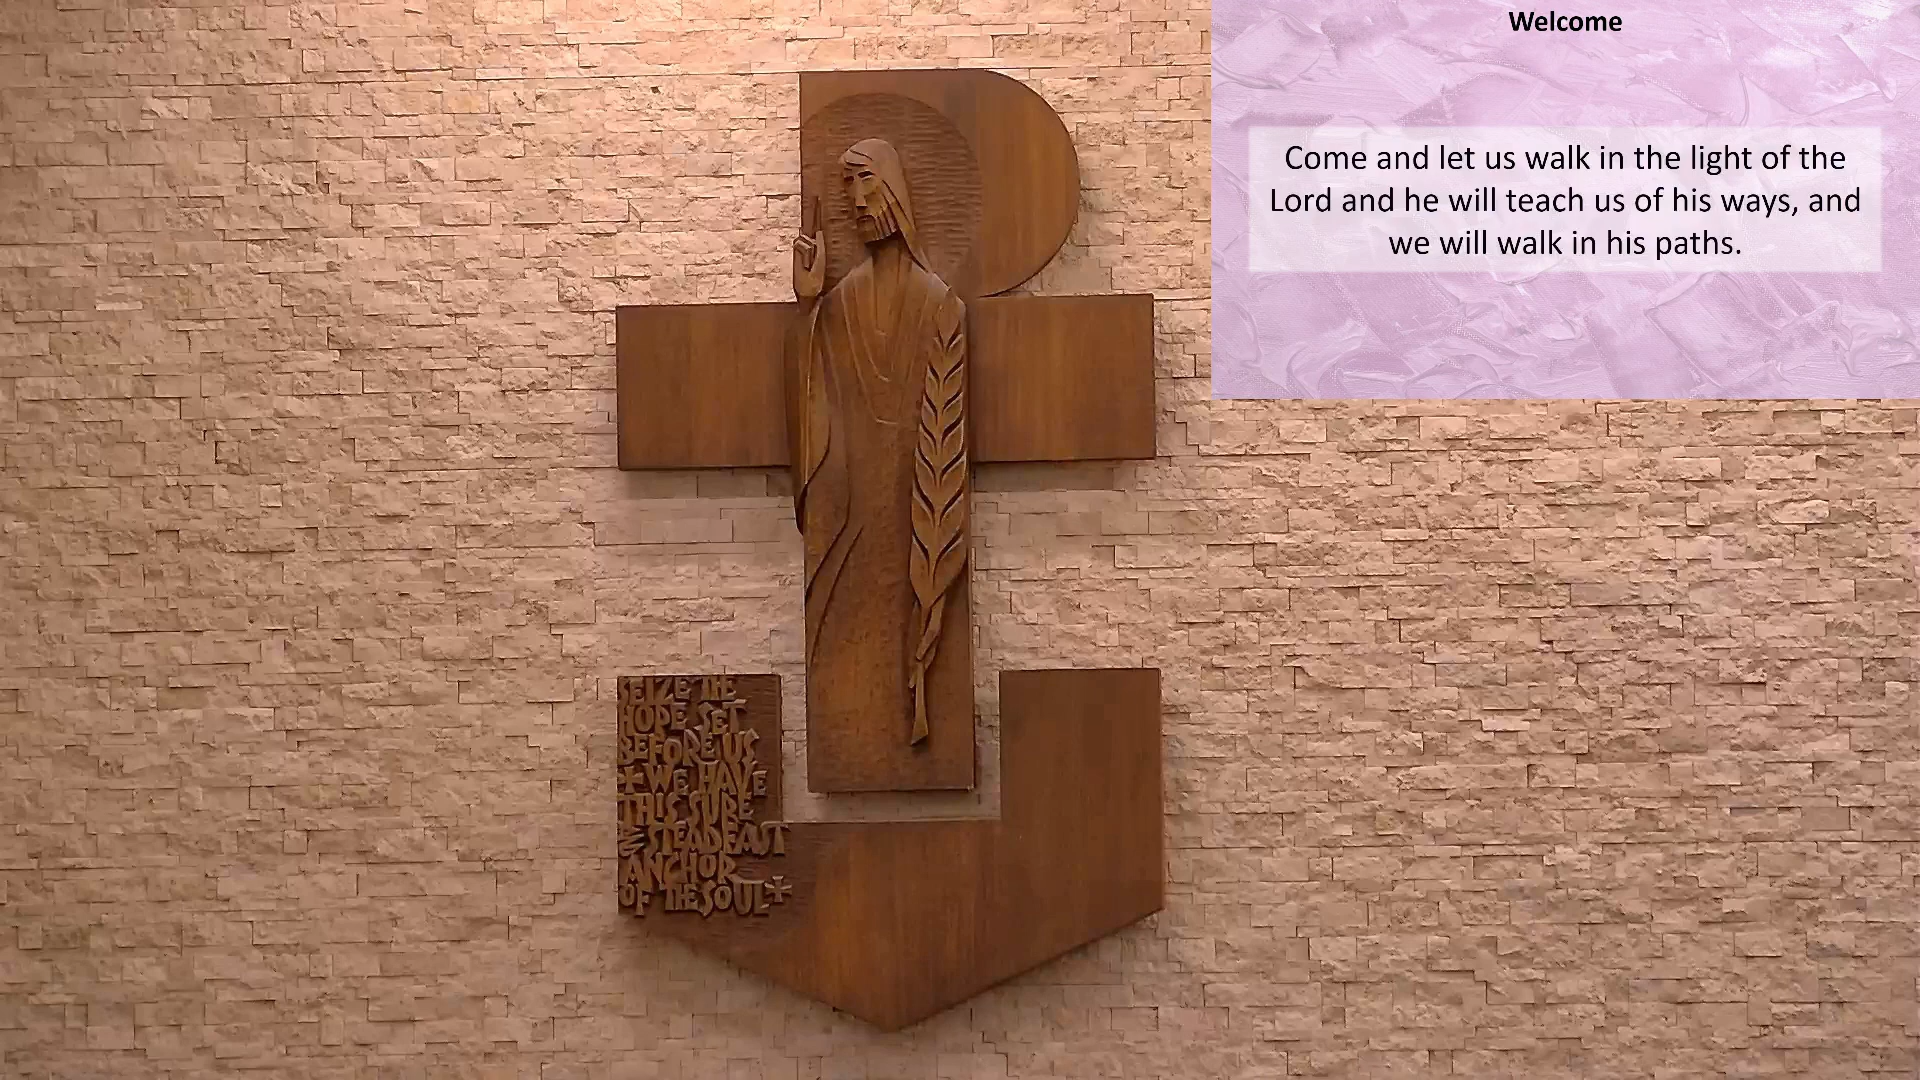 Welcome
Come and let us walk in the light of the
Lord and he will teach us of his ways, and
we will walk in his paths.
SEIZE THE
HOPE SET
BEFORE US
+ WE HAVE
THIS SURE
& STEADFAST
ANCHOR
OF THE SOUL +